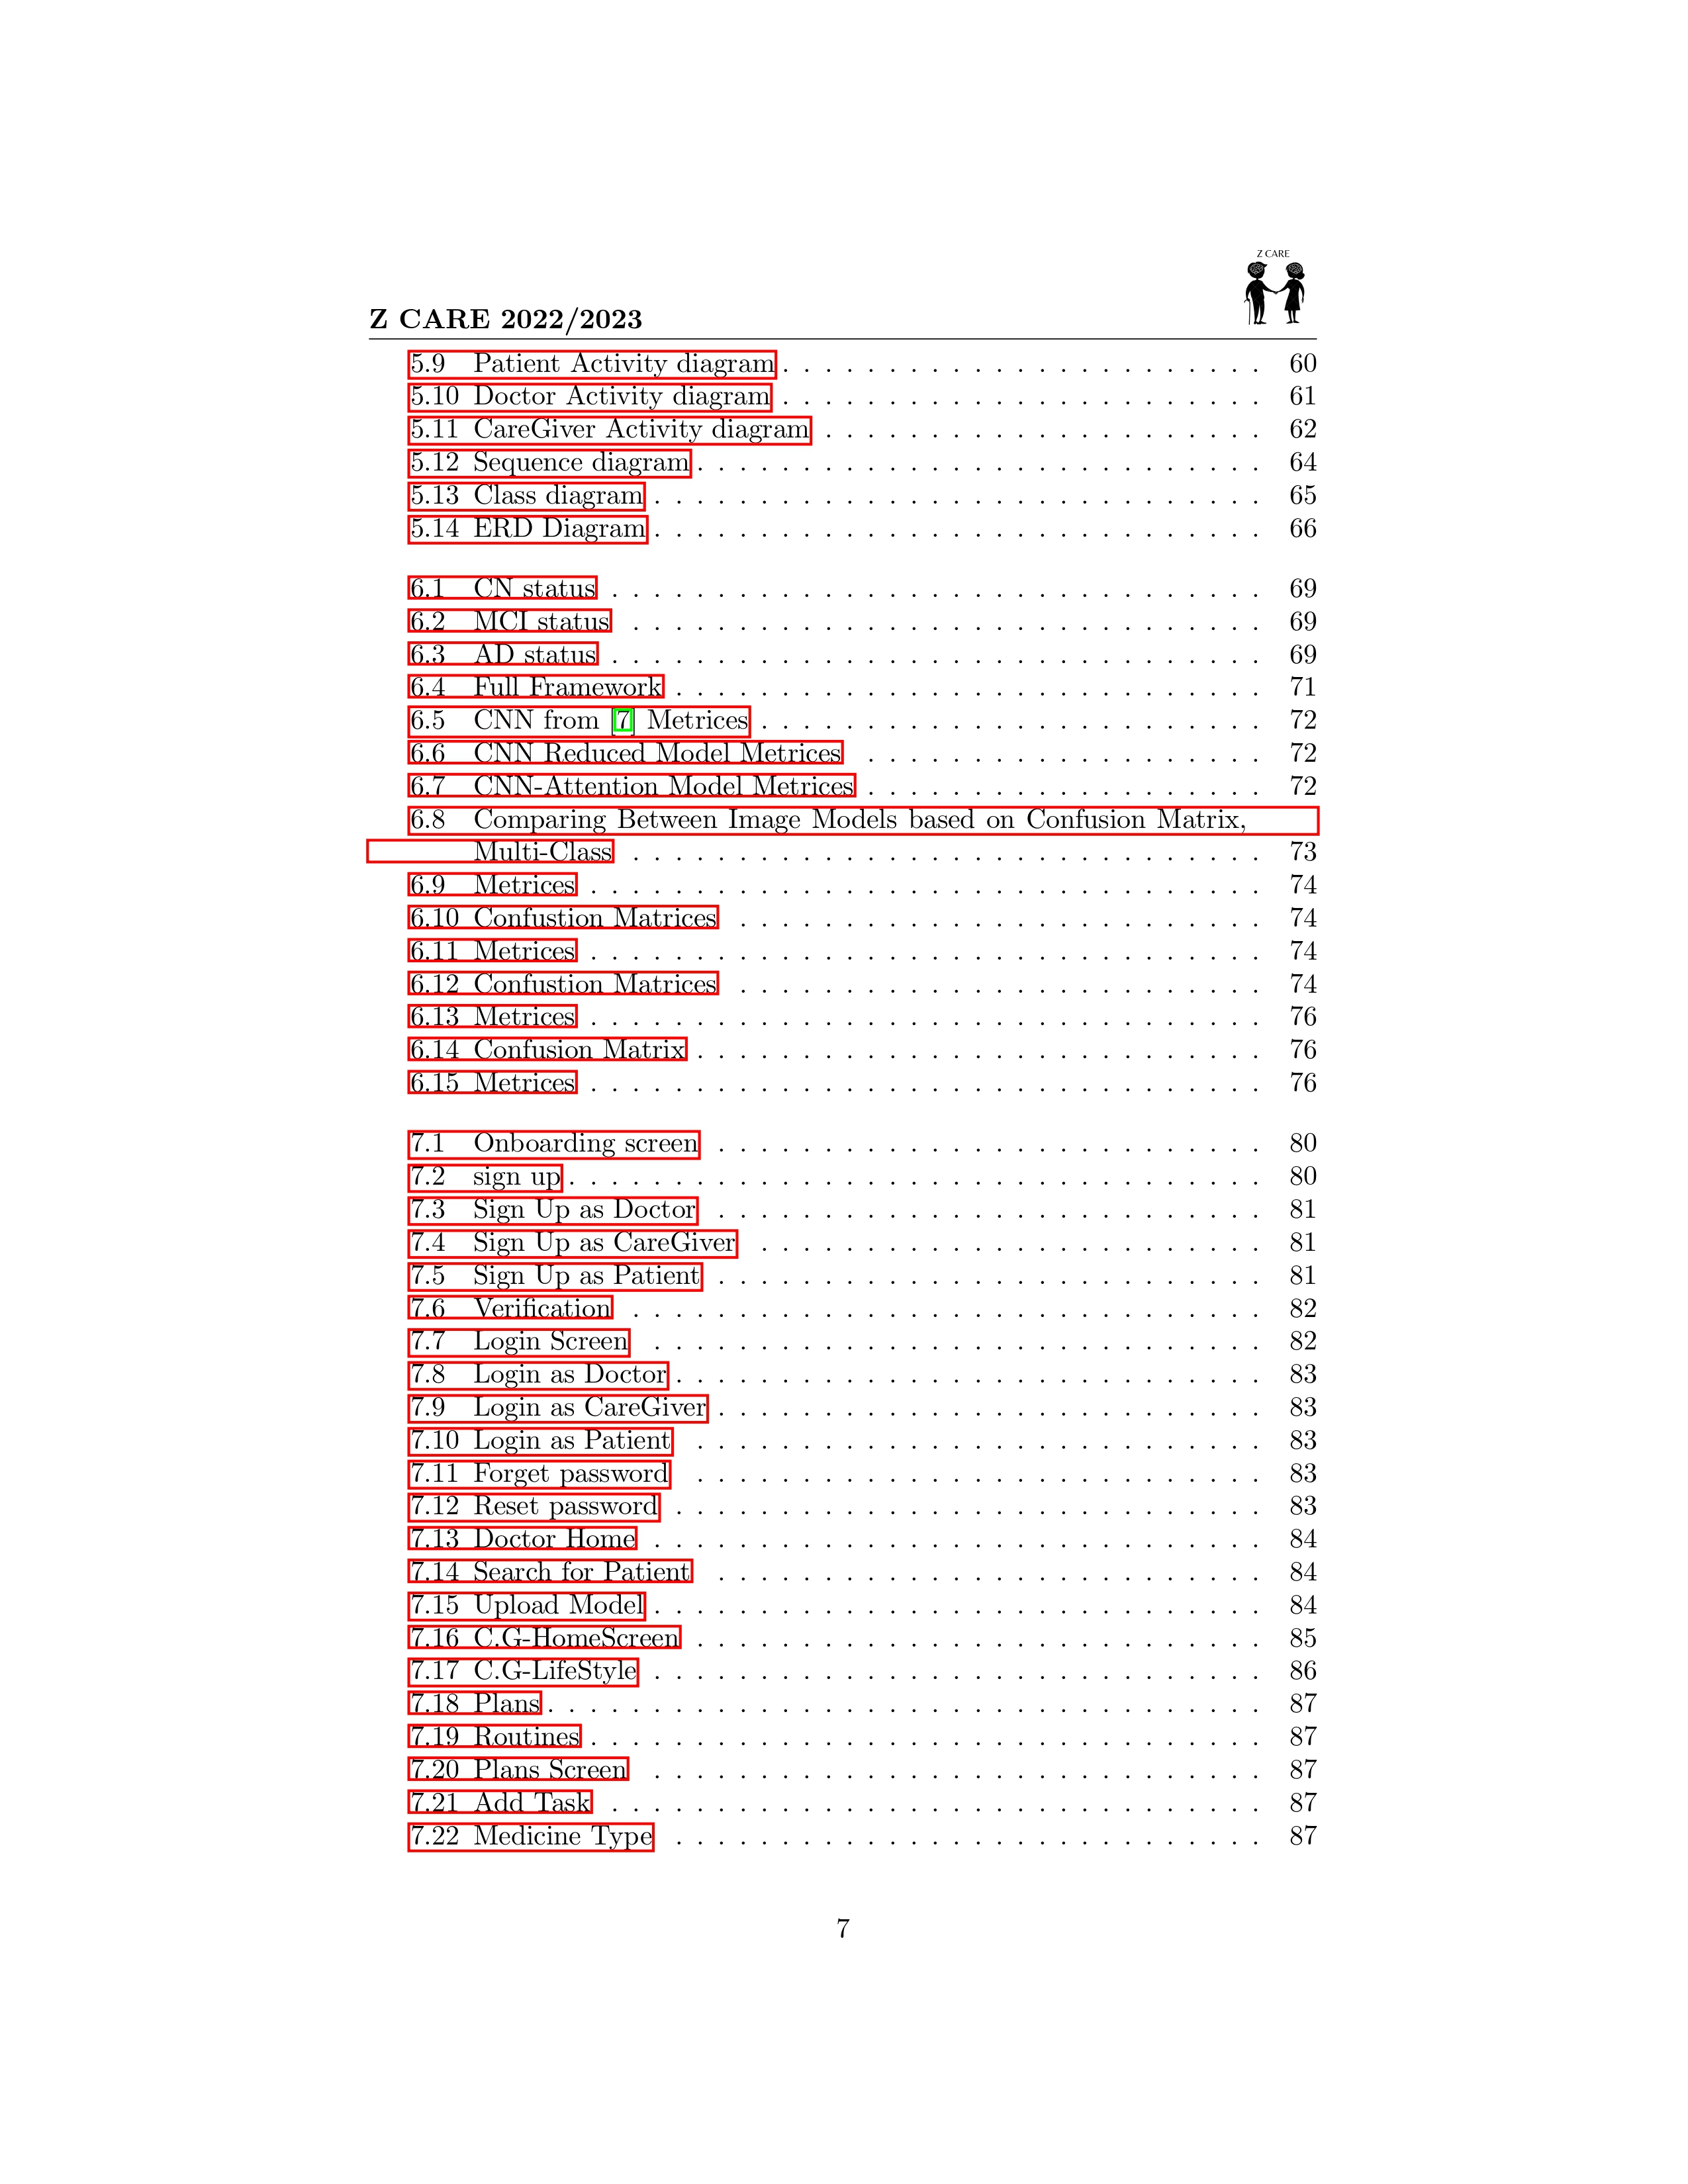 Z CARE
Z CARE 2022/2023
5.9 Patient Activity diagram . . . . . . . . . . . . . . . . . . . . . . . 60
5.10 Doctor Activity diagram . . . . . . . . . . . . . . . . . . . . . . . 61
5.11 CareGiver Activity diagram . . . . . . . . . . . . . . . . . . . . . 62
5.12 Sequence diagram . . . . . . . . . . . . . . . . . . . . . . . . . . . 64
5.13 Class diagram . . . . . . . . . . . . . . . . . . . . . . . . . . . . . 65
5.14 ERD Diagram . . . . . . . . . . . . . . . . . . . . . . . . . . . . . 66
6.1 CN status . . . . . . . . . . . . . . . . . . . . . . . . . . . . . . . 69
6.2 MCI status . . . . . . . . . . . . . . . . . . . . . . . . . . . . . . 69
6.3 AD status . . . . . . . . . . . . . . . . . . . . . . . . . . . . . . . 69
6.4 Full Framework . . . . . . . . . . . . . . . . . . . . . . . . . . . . 71
6.5 CNN from [7] Metrices . . . . . . . . . . . . . . . . . . . . . . . . 72
6.6 CNN Reduced Model Metrices . . . . . . . . . . . . . . . . . . . 72
6.7 CNN-Attention Model Metrices . . . . . . . . . . . . . . . . . . . 72
6.8 Comparing Between Image Models based on Confusion Matrix,
Multi-Class . . . . . . . . . . . . . . . . . . . . . . . . . . . . . . 73
6.9 Metrices . . . . . . . . . . . . . . . . . . . . . . . . . . . . . . . . 74
6.10 Confustion Matrices . . . . . . . . . . . . . . . . . . . . . . . . . 74
6.11 Metrices . . . . . . . . . . . . . . . . . . . . . . . . . . . . . . . . 74
6.12 Confustion Matrices . . . . . . . . . . . . . . . . . . . . . . . . . 74
6.13 Metrices . . . . . . . . . . . . . . . . . . . . . . . . . . . . . . . . 76
6.14 Confusion Matrix . . . . . . . . . . . . . . . . . . . . . . . . . . . 76
6.15 Metrices . . . . . . . . . . . . . . . . . . . . . . . . . . . . . . . . 76
7.1 Onboarding screen . . . . . . . . . . . . . . . . . . . . . . . . . . 80
7.2 sign up . . . . . . . . . . . . . . . . . . . . . . . . . . . . . . . . . 80
7.3 Sign Up as Doctor . . . . . . . . . . . . . . . . . . . . . . . . . . 81
7.4 Sign Up as CareGiver . . . . . . . . . . . . . . . . . . . . . . . . 81
7.5 Sign Up as Patient . . . . . . . . . . . . . . . . . . . . . . . . . . 81
7.6 Verification . . . . . . . . . . . . . . . . . . . . . . . . . . . . . . 82
7.7 Login Screen . . . . . . . . . . . . . . . . . . . . . . . . . . . . . 82
7.8 Login as Doctor . . . . . . . . . . . . . . . . . . . . . . . . . . . . 83
7.9 Login as CareGiver . . . . . . . . . . . . . . . . . . . . . . . . . . 83
7.10 Login as Patient . . . . . . . . . . . . . . . . . . . . . . . . . . . 83
7.11 Forget password . . . . . . . . . . . . . . . . . . . . . . . . . . . 83
7.12 Reset password . . . . . . . . . . . . . . . . . . . . . . . . . . . . 83
7.13 Doctor Home . . . . . . . . . . . . . . . . . . . . . . . . . . . . . 84
7.14 Search for Patient . . . . . . . . . . . . . . . . . . . . . . . . . . 84
7.15 Upload Model . . . . . . . . . . . . . . . . . . . . . . . . . . . . . 84
7.16 C.G-HomeScreen . . . . . . . . . . . . . . . . . . . . . . . . . . . 85
7.17 C.G-LifeStyle . . . . . . . . . . . . . . . . . . . . . . . . . . . . . 86
7.18 Plans . . . . . . . . . . . . . . . . . . . . . . . . . . . . . . . . . . 87
7.19 Routines . . . . . . . . . . . . . . . . . . . . . . . . . . . . . . . . 87
7.20 Plans Screen . . . . . . . . . . . . . . . . . . . . . . . . . . . . . 87
7.21 Add Task . . . . . . . . . . . . . . . . . . . . . . . . . . . . . . . 87
7.22 Medicine Type . . . . . . . . . . . . . . . . . . . . . . . . . . . . 87
7